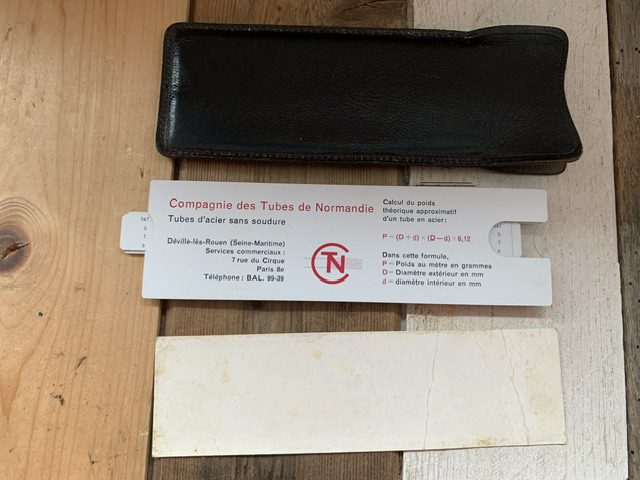 Compagnie des Tubes de Normandie
Tubes d'acier sans soudure
Déville-lès-Rouen (Seine-Maritime)
Services commerciaux :
7 rue du Cirque
Paris 8e
Téléphone : BAL. 99-39
CTN
Calcul du poids
théorique approximatif
d'un tube en acier:
P = (D + d) × (D — d) × 6,12
Dans cette formule,
P = Poids au mètre en grammes
D = Diamètre extérieur en mm
d = diamètre intérieur en mm